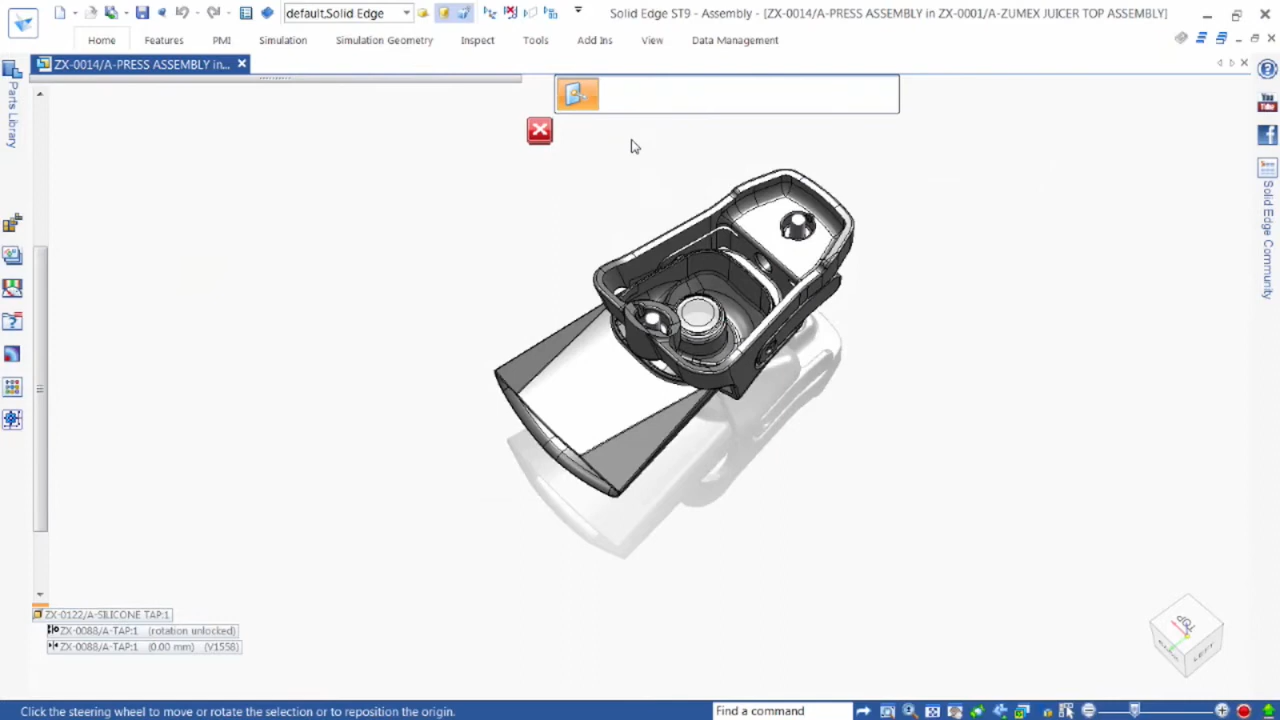 default,Solid Edge
Solid Edge ST9 - Assembly - [ZX-0014/A-PRESS ASSEMBLY in ZX-0001/A-ZUMEX JUICER TOP ASSEMBLY]
Home Features PMI Simulation Simulation Geometry Inspect Tools Add Ins View Data Management
ZX-0014/A-PRESS ASSEMBLY in...
Parts Library
You
Tube
Solid Edge Community
TOP
LEFT
ZX-0122/A-SILICONE TAP:1
ZX-0088/A-TAP:1 (rotation unlocked)
ZX-0088/A-TAP:1 (0.00 mm) (V1558)
Click the steering wheel to move or rotate the selection or to reposition the origin.
Find a command